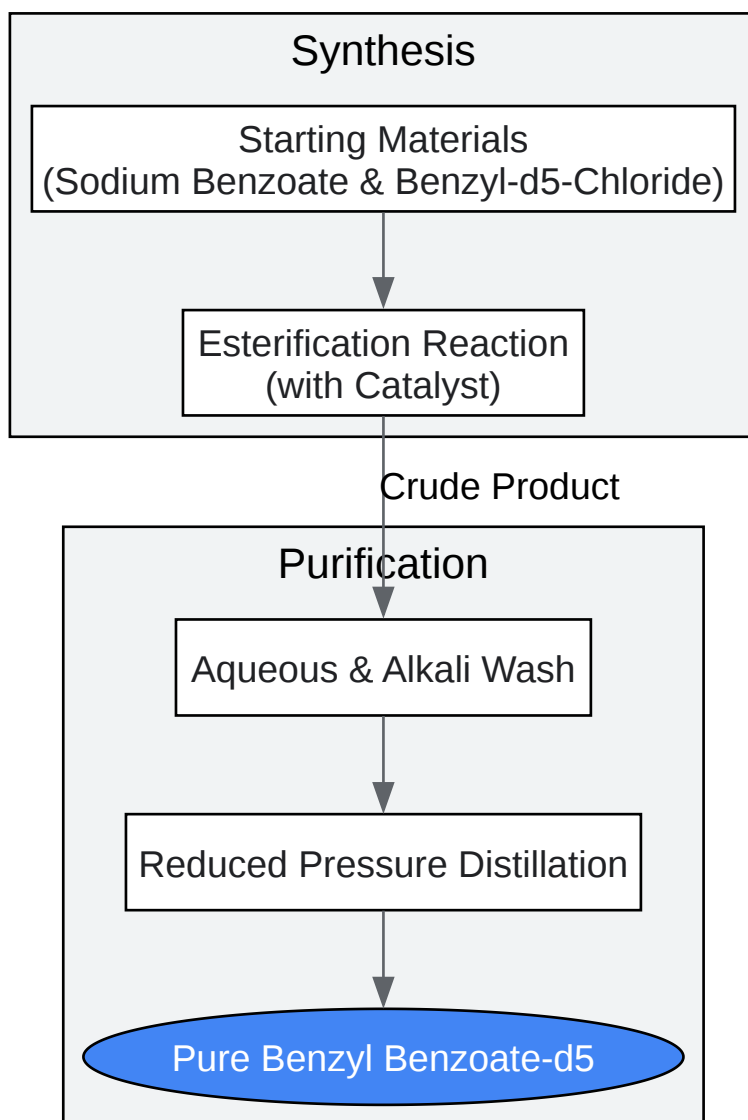 Synthesis
Starting Materials
(Sodium Benzoate & Benzyl-d5-Chloride)
Esterification Reaction
(with Catalyst)
Crude Product
Purification
Aqueous & Alkali Wash
Reduced Pressure Distillation
Pure Benzyl Benzoate-d5